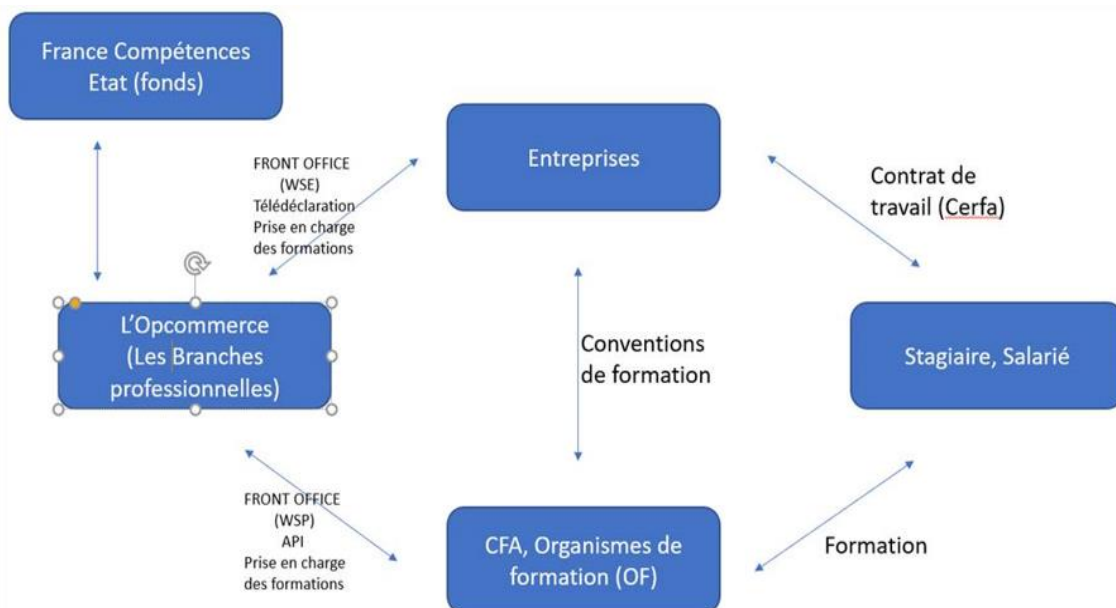 France Compétences
Etat (fonds)
FRONT OFFICE
(WSE)
Télédéclaration
Prise en charge
des formations
Entreprises
Contrat de
travail (Cerfa)
L'Opcommerce
(Les Branches
professionnelles)
Conventions
de formation
Stagiaire, Salarié
FRONT OFFICE
(WSP)
API
Prise en charge
des formations
CFA, Organismes de
formation (OF)
Formation